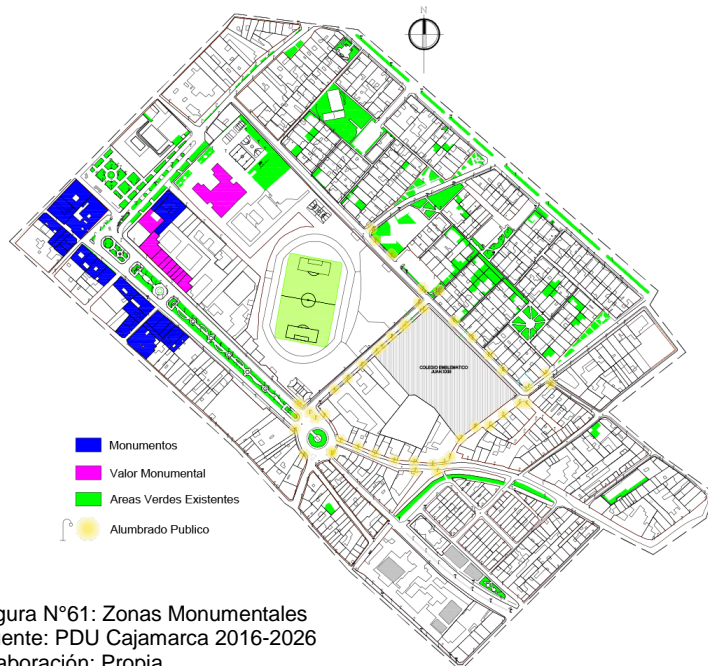 N
COLEGIO EMBLEMATICO
JUAN XXIII
Monumentos
Valor Monumental
Areas Verdes Existentes
Alumbrado Publico
gura N°61: Zonas Monumentales
ente: PDU Cajamarca 2016-2026
aboración: Propia